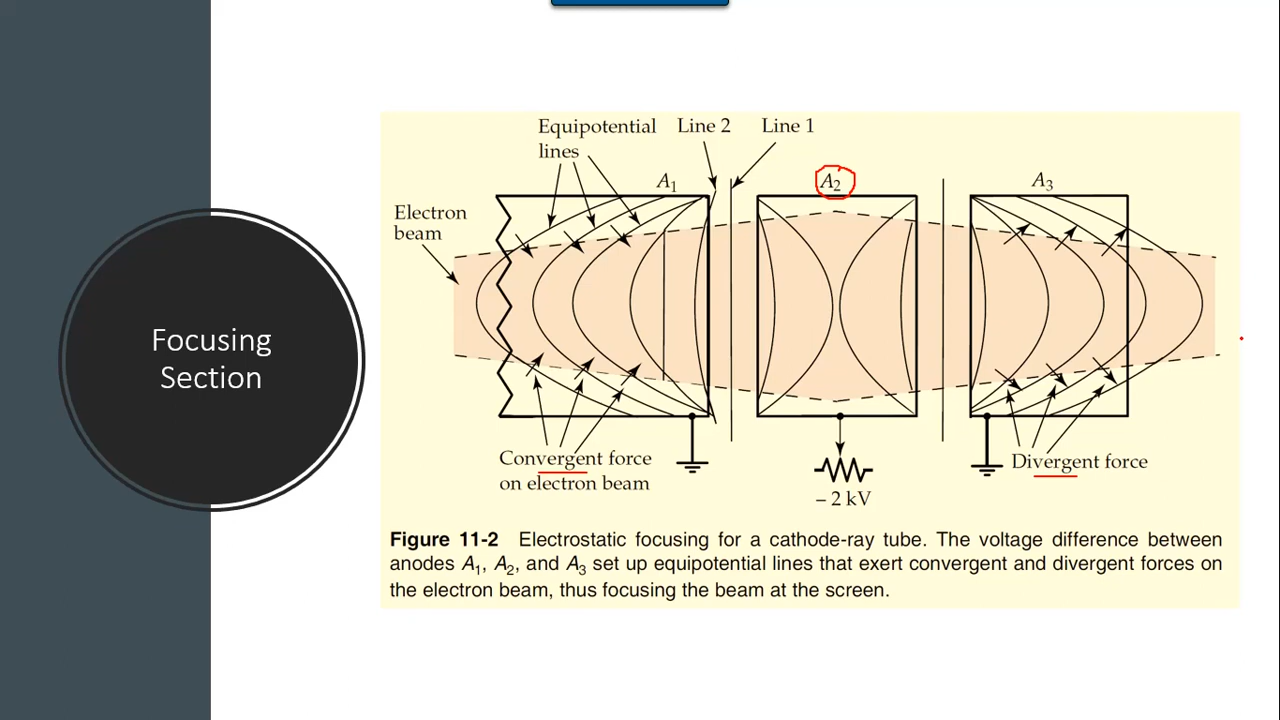 Focusing
Section
Equipotential
lines
Line 2
Line 1
A1
A2
A3
Electron
beam
Convergent force
on electron beam
– 2 kV
Divergent force
Figure 11-2 Electrostatic focusing for a cathode-ray tube. The voltage difference between
anodes A1, A2, and A3 set up equipotential lines that exert convergent and divergent forces on
the electron beam, thus focusing the beam at the screen.